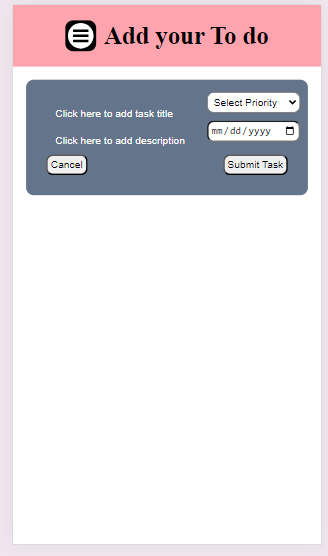 Add your To do
Select Priority
Click here to add task title
mm/dd/yyyy
Click here to add description
Cancel
Submit Task